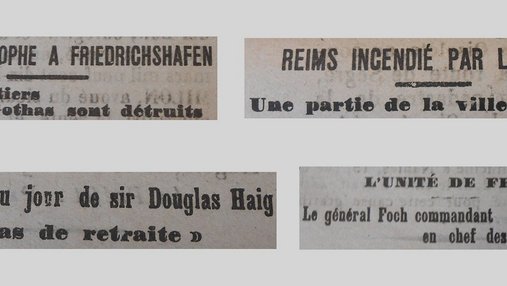 OPHE A FRIEDRICHSHAFEN
tiers
othas sont détruits
REIMS INCENDIÉ PAR L
Une partie de la ville
u jour de sir Douglas Haig
as de retraite »
L'UNITÉ DE FR
Le général Foch commandant
en chef des